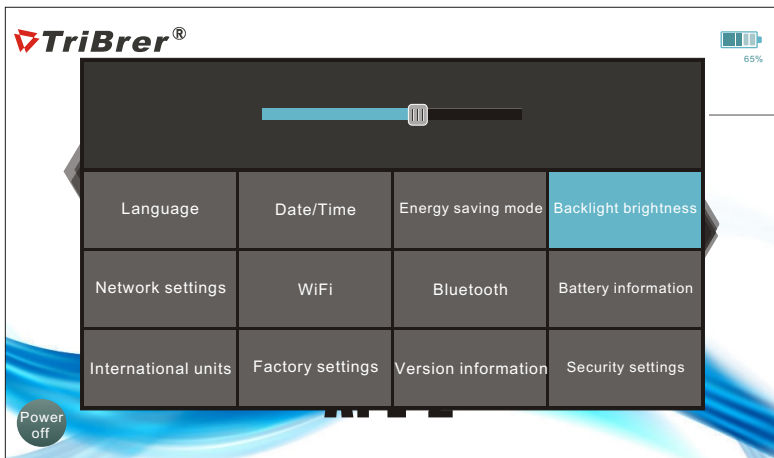 TriBrer®
65%
Language
Date/Time
Energy saving mode
Backlight brightness
Network settings
WiFi
Bluetooth
Battery information
International units
Factory settings
Version information
Security settings
Power
off